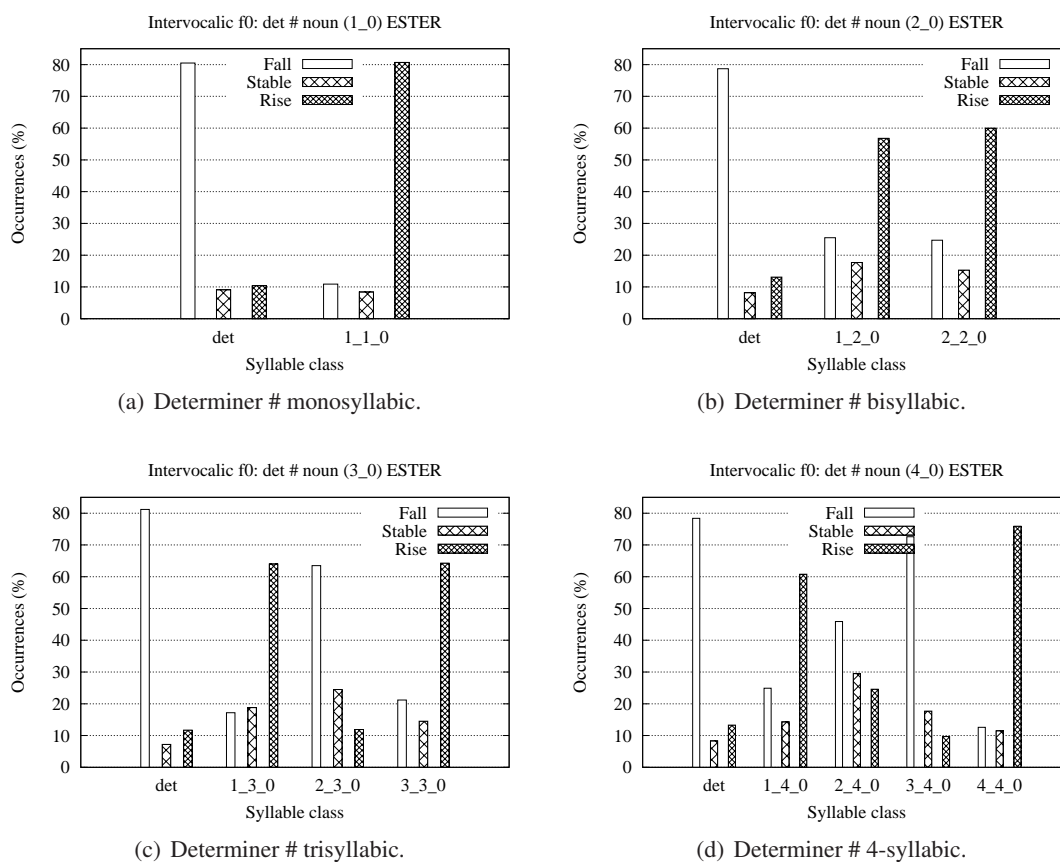 Intervocalic f0: det # noun (1_0) ESTER
Fall
Stable
Rise
Occurrences (%)
80
70
60
50
40
30
20
10
0
det 1_1_0
Syllable class
(a) Determiner # monosyllabic.
Intervocalic f0: det # noun (2_0) ESTER
Fall
Stable
Rise
Occurrences (%)
80
70
60
50
40
30
20
10
0
det 1_2_0 2_2_0
Syllable class
(b) Determiner # bisyllabic.
Intervocalic f0: det # noun (3_0) ESTER
Fall
Stable
Rise
Occurrences (%)
80
70
60
50
40
30
20
10
0
det 1_3_0 2_3_0 3_3_0
Syllable class
(c) Determiner # trisyllabic.
Intervocalic f0: det # noun (4_0) ESTER
Fall
Stable
Rise
Occurrences (%)
80
70
60
50
40
30
20
10
0
det 1_4_0 2_4_0 3_4_0 4_4_0
Syllable class
(d) Determiner # 4-syllabic.